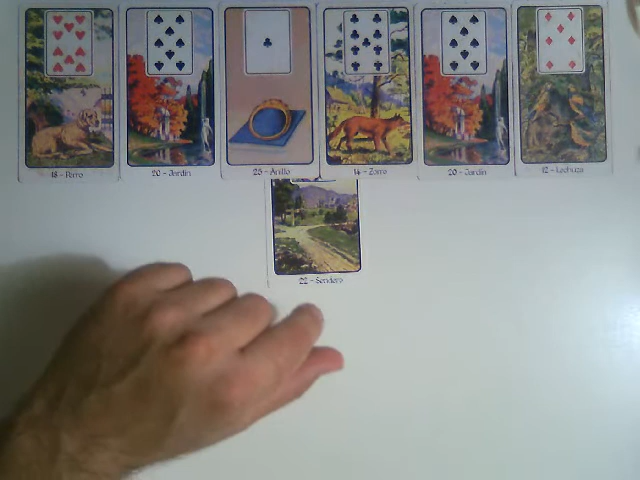 18 - Perro
20 - Jardín
25 - Anillo
14 - Zorro
20 - Jardín
12 - Lechuza
22 - Sendero